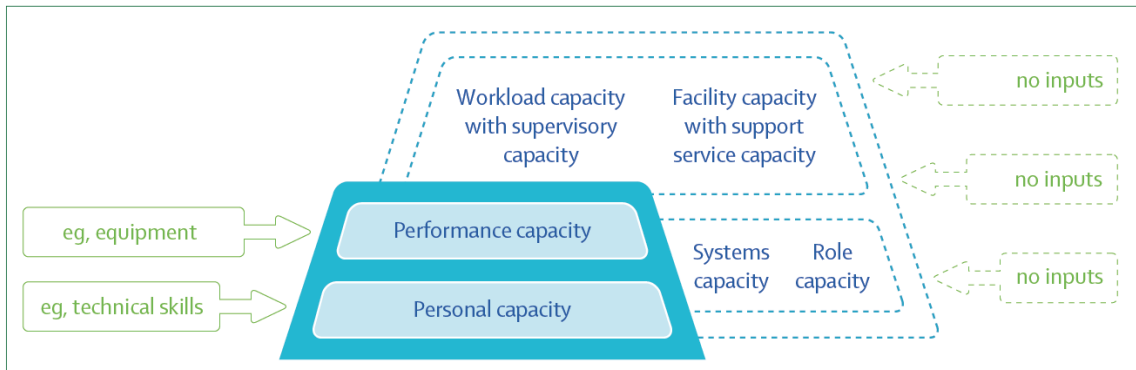 Workload capacity
with supervisory
capacity
Facility capacity
with support
service capacity
no inputs
no inputs
eg, equipment
Performance capacity
Systems
capacity
Role
capacity
no inputs
eg, technical skills
Personal capacity